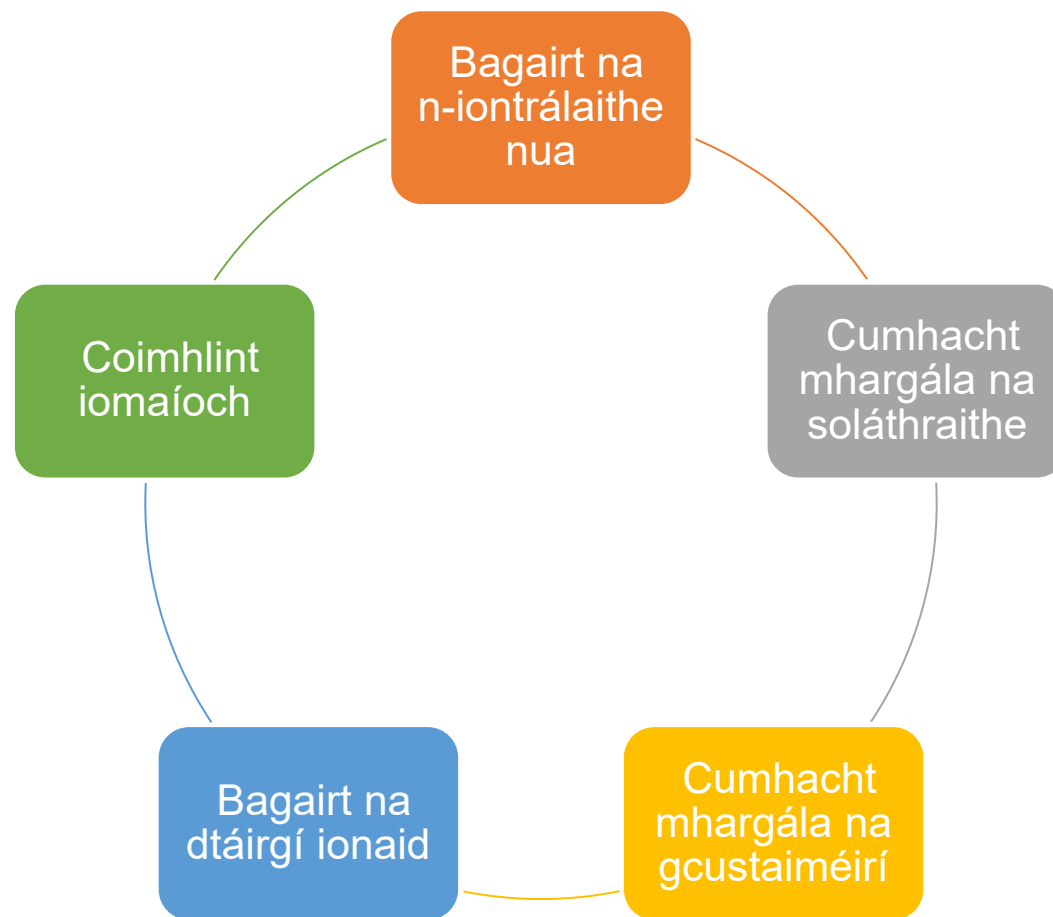 Bagairt na
n-iontrálaithe
nua
Cumhacht
mhargála na
soláthraithe
Cumhacht
mhargála na
gcustaiméirí
Bagairt na
dtáirgí ionaid
Coimhlint
iomaíoch